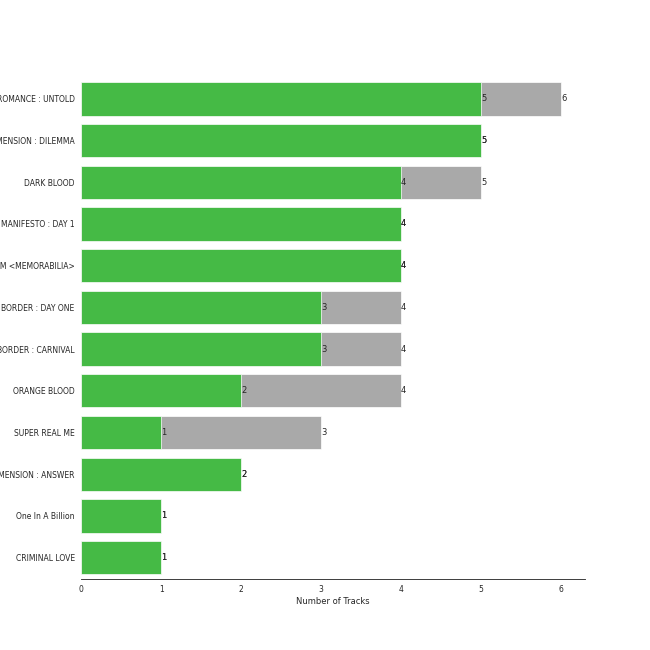 ROMANCE : UNTOLD 5 6
MENSION : DILEMMA 5
DARK BLOOD 4 5
MANIFESTO : DAY 1 4
M <MEMORABILIA> 4
BORDER : DAY ONE 3 4
BORDER : CARNIVAL 3 4
ORANGE BLOOD 2 4
SUPER REAL ME 1 3
MENSION : ANSWER 2
One In A Billion 1
CRIMINAL LOVE 1
0 1 2 3 4 5 6
Number of Tracks